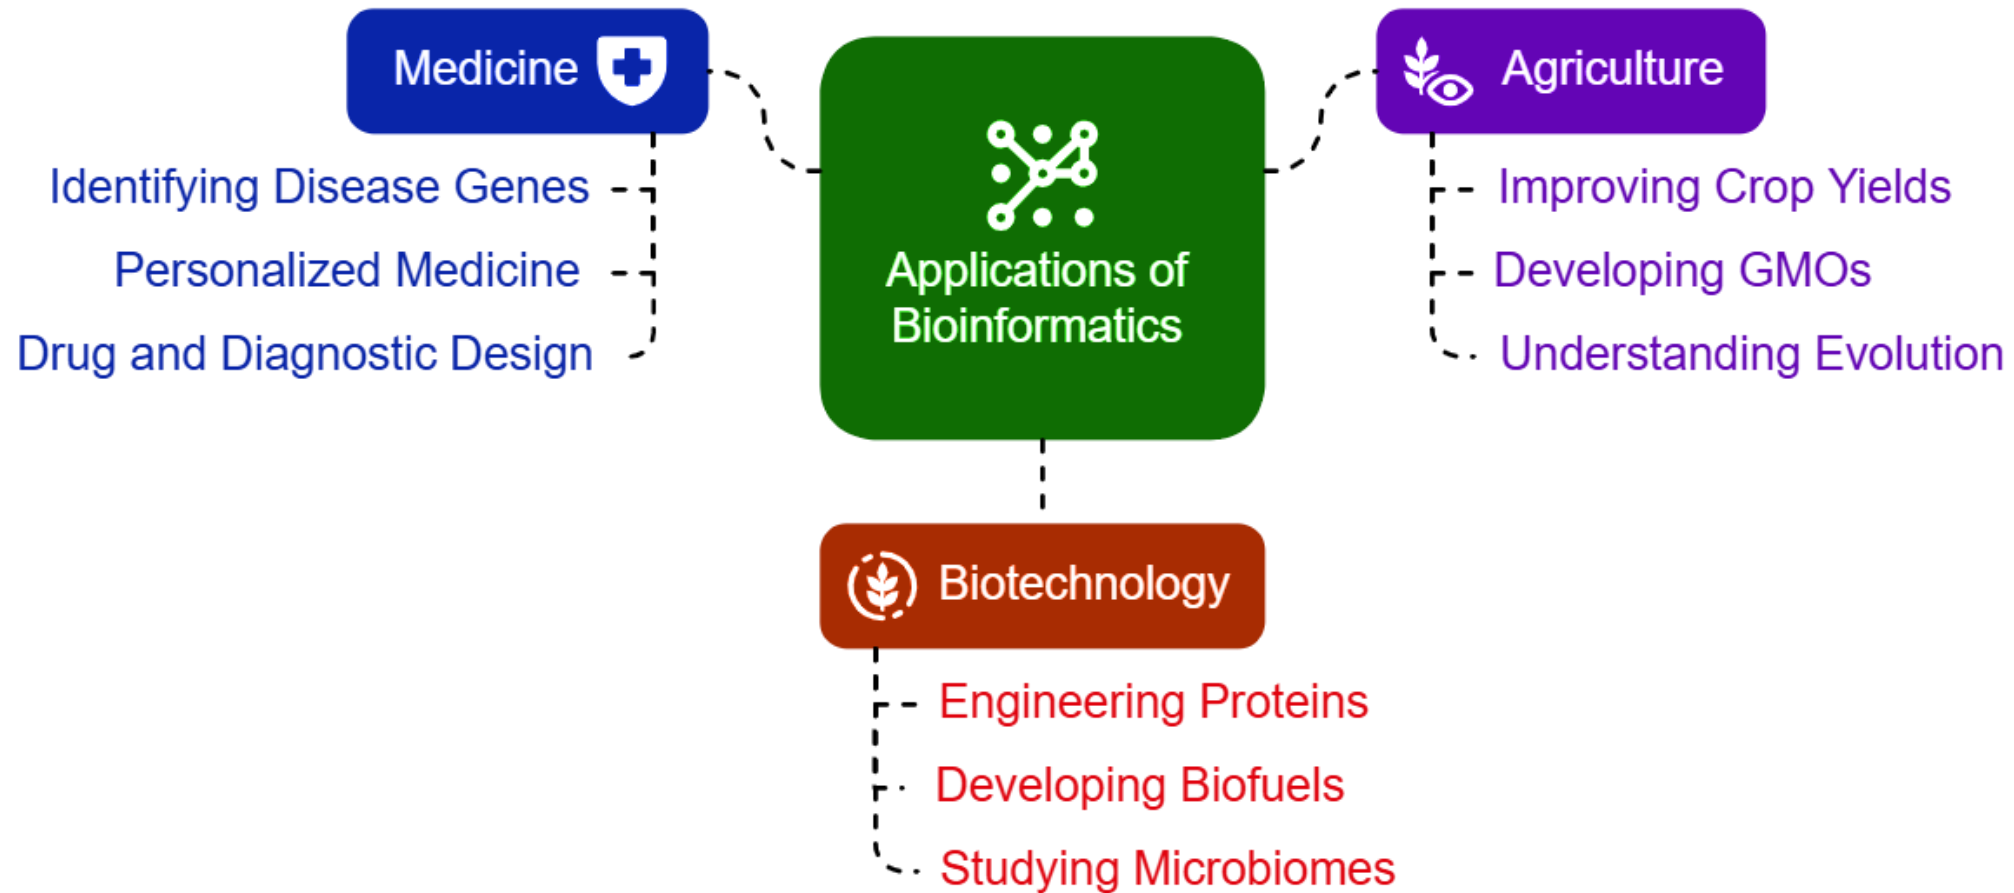 Medicine
Identifying Disease Genes
Personalized Medicine
Drug and Diagnostic Design
Applications of
Bioinformatics
Agriculture
Improving Crop Yields
Developing GMOs
Understanding Evolution
Biotechnology
Engineering Proteins
Developing Biofuels
Studying Microbiomes